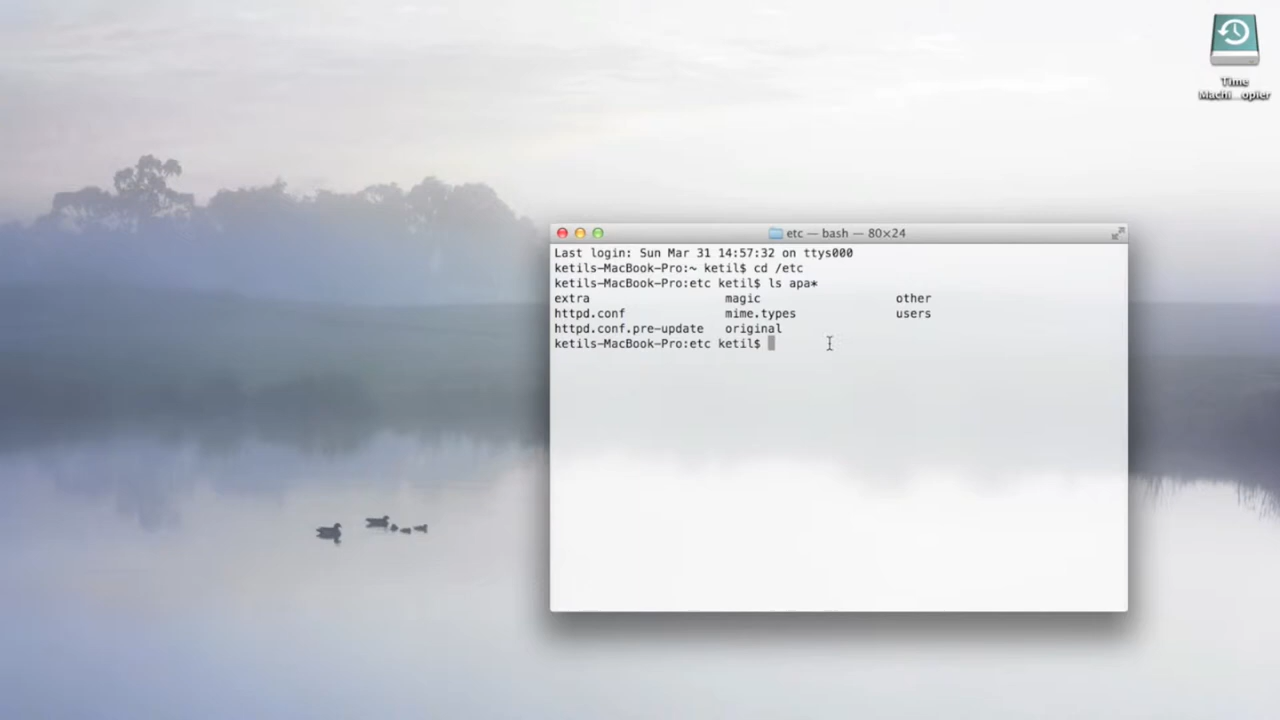 Time
Machi...opier
etc — bash — 80×24
Last login: Sun Mar 31 14:57:32 on ttys000
ketils-MacBook-Pro:~ ketil$ cd /etc
ketils-MacBook-Pro:etc ketil$ ls apa*
extra magic other
httpd.conf mime.types users
httpd.conf.pre-update original
ketils-MacBook-Pro:etc ketil$